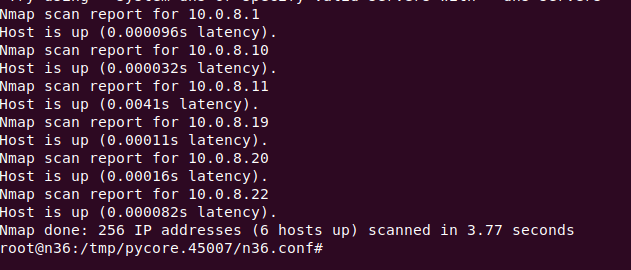 Nmap scan report for 10.0.8.1
Host is up (0.000096s latency).
Nmap scan report for 10.0.8.10
Host is up (0.000032s latency).
Nmap scan report for 10.0.8.11
Host is up (0.0041s latency).
Nmap scan report for 10.0.8.19
Host is up (0.00011s latency).
Nmap scan report for 10.0.8.20
Host is up (0.00016s latency).
Nmap scan report for 10.0.8.22
Host is up (0.000082s latency).
Nmap done: 256 IP addresses (6 hosts up) scanned in 3.77 seconds
root@n36:/tmp/pycore.45007/n36.conf#